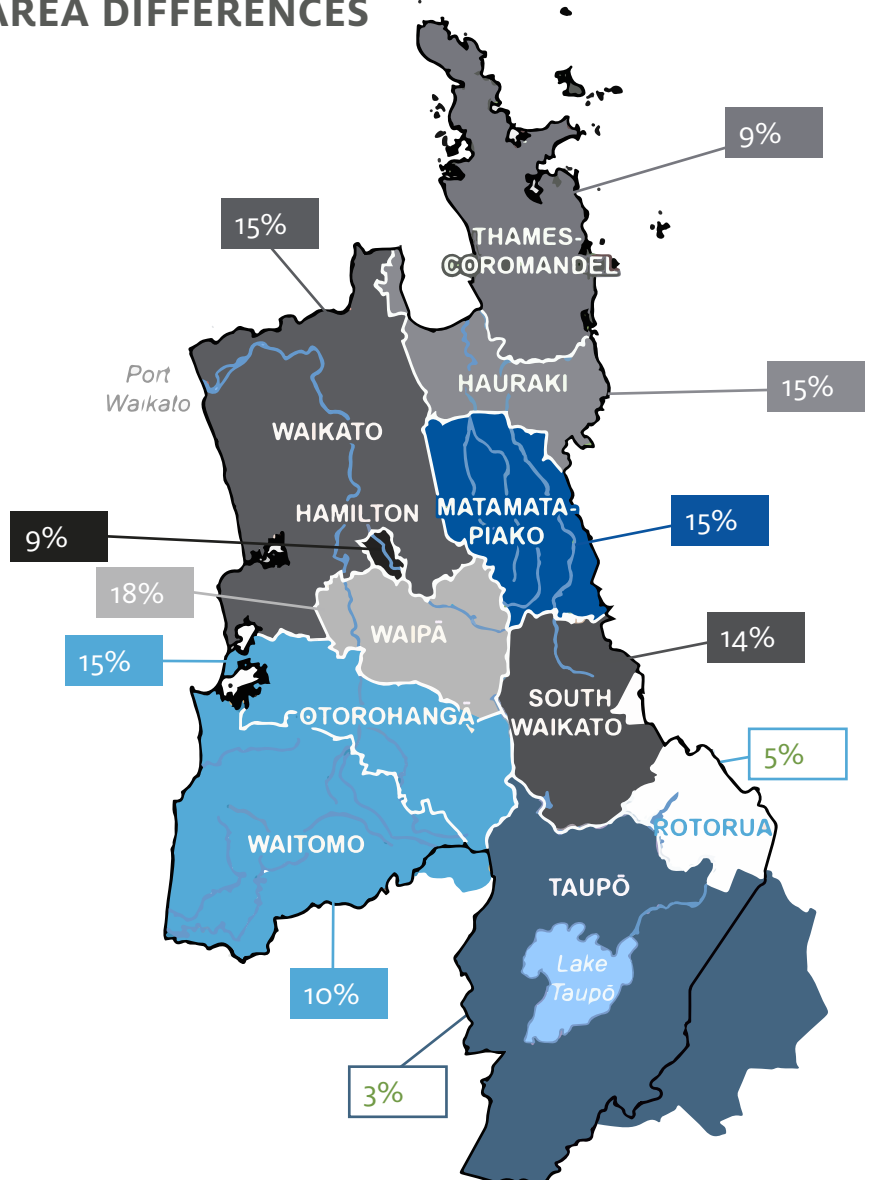 AREA DIFFERENCES
9%
15%
THAMES-
COROMANDEL
Port
Waikato
HAURAKI
15%
WAIKATO
HAMILTON
MATAMATA-
PIAKO
15%
9%
18%
WAIPĀ
14%
15%
SOUTH
WAIKATO
OTOROHANGĀ
5%
ROTORUA
WAITOMO
TAUPŌ
Lake
Taupō
10%
3%